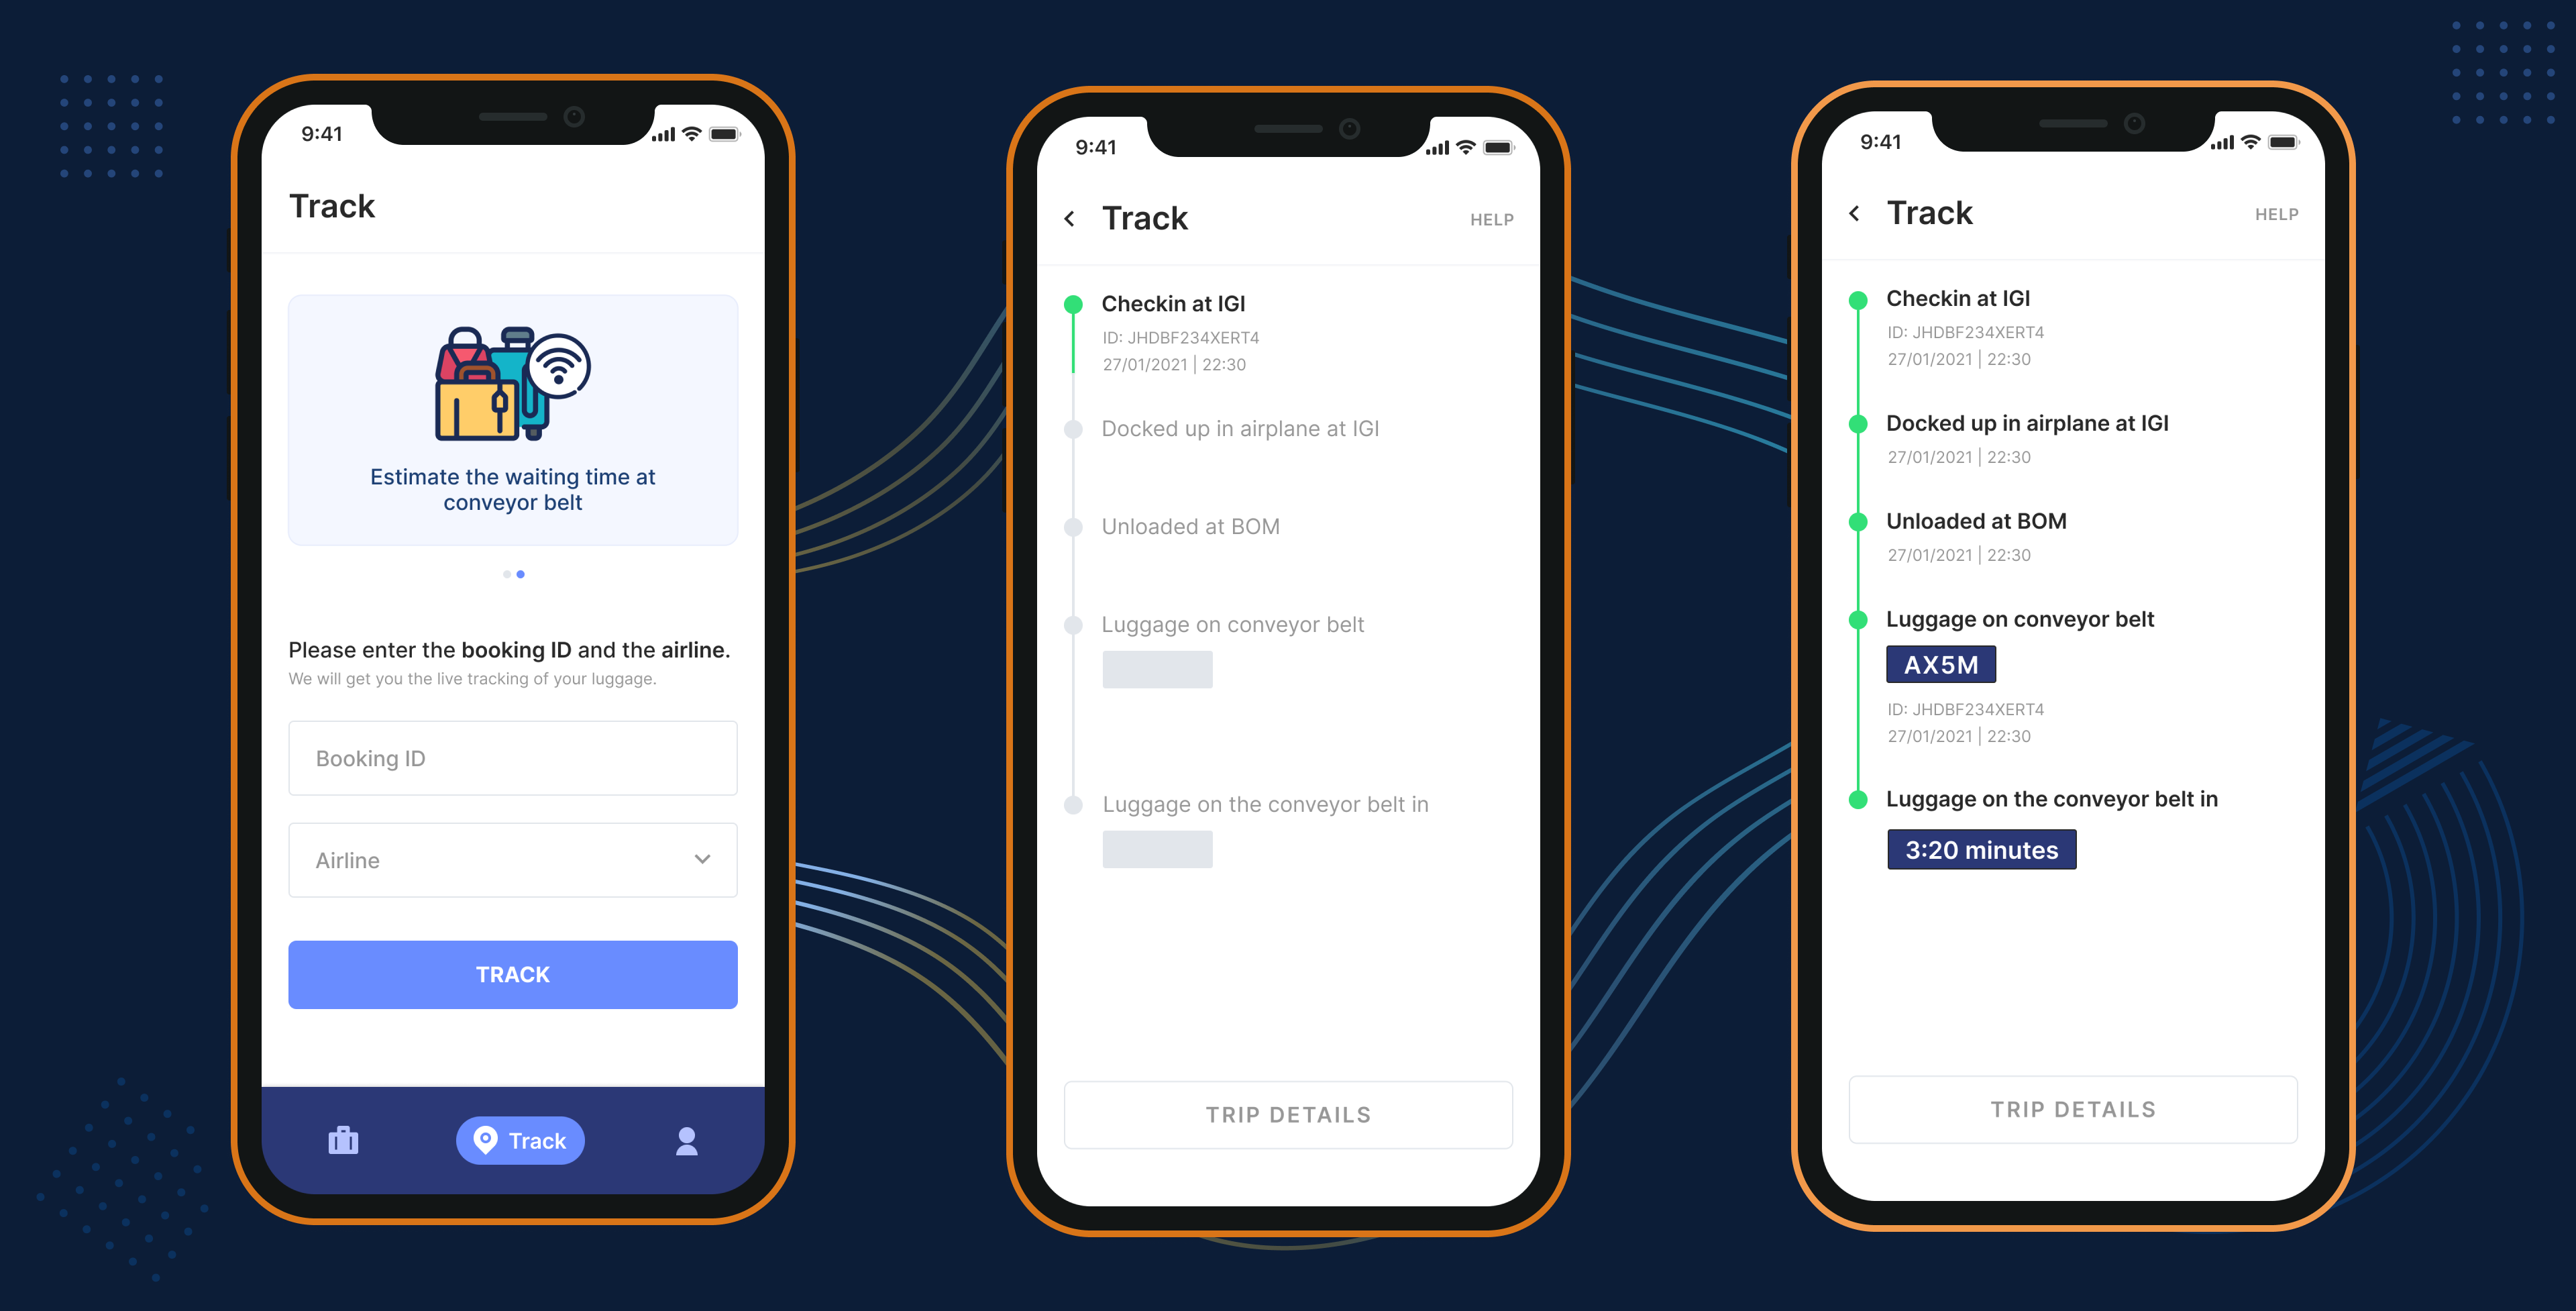 9:41
Track
Estimate the waiting time at
conveyor belt
Please enter the booking ID and the airline.
We will get you the live tracking of your luggage.
Booking ID
Airline
TRACK
Track
9:41
Track
HELP
Checkin at IGI
ID: JHDBF234XERT4
27/01/2021 | 22:30
Docked up in airplane at IGI
Unloaded at BOM
Luggage on conveyor belt
Luggage on the conveyor belt in
TRIP DETAILS
9:41
Track
HELP
Checkin at IGI
ID: JHDBF234XERT4
27/01/2021 | 22:30
Docked up in airplane at IGI
27/01/2021 | 22:30
Unloaded at BOM
27/01/2021 | 22:30
Luggage on conveyor belt
AX5M
ID: JHDBF234XERT4
27/01/2021 | 22:30
Luggage on the conveyor belt in
3:20 minutes
TRIP DETAILS